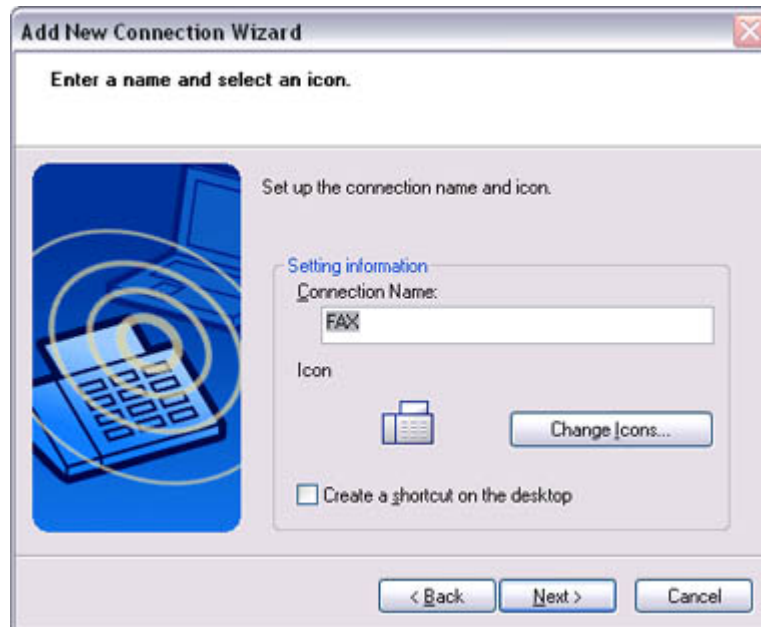 Add New Connection Wizard
Enter a name and select an icon.
Set up the connection name and icon.
Setting information
Connection Name:
FAX
Icon
Change Icons...
Create a shortcut on the desktop
< Back Next > Cancel